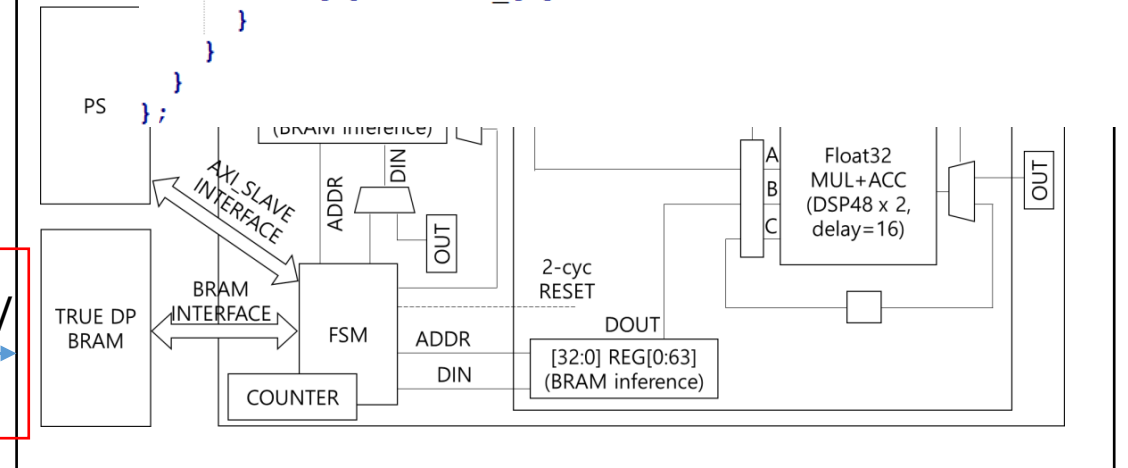 }
}
}
};
PS
(BRAM inference)
AXI_SLAVE
INTERFACE
ADDR
DIN
OUT
A
B
C
Float32
MUL+ACC
(DSP48 x 2,
delay=16)
OUT
2-cyc
RESET
BRAM
INTERFACE
TRUE DP
BRAM
FSM
ADDR
DIN
DOUT
[32:0] REG[0:63]
(BRAM inference)
COUNTER
/